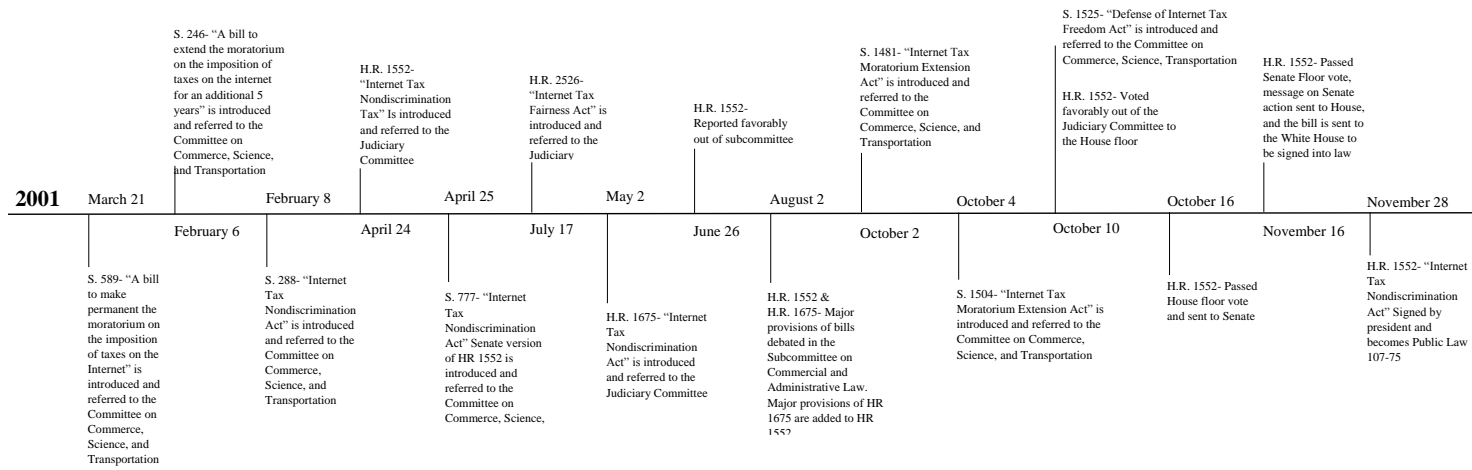 S. 246- “A bill to
extend the moratorium
on the imposition of
taxes on the internet
for an additional 5
years” is introduced
and referred to the
Committee on
Commerce, Science,
and Transportation
H.R. 1552-
“Internet Tax
Nondiscrimination
Tax” Is introduced
and referred to the
Judiciary
Committee
H.R. 2526-
“Internet Tax
Fairness Act” is
introduced and
referred to the
Judiciary
H.R. 1552-
Reported favorably
out of subcommittee
S. 1481- “Internet Tax
Moratorium Extension
Act” is introduced and
referred to the
Committee on
Commerce, Science, and
Transportation
S. 1525- “Defense of Internet Tax
Freedom Act” is introduced and
referred to the Committee on
Commerce, Science, Transportation
H.R. 1552- Voted
favorably out of the
Judiciary Committee to
the House floor
H.R. 1552- Passed
Senate Floor vote,
message on Senate
action sent to House,
and the bill is sent to
the White House to
be signed into law
2001
March 21
February 8
April 25
May 2
August 2
October 4
October 16
November 28
February 6
April 24
July 17
June 26
October 2
October 10
November 16
S. 589- “A bill
to make
permanent the
moratorium on
the imposition
of taxes on the
Internet” is
introduced and
referred to the
Committee on
Commerce,
Science, and
Transportation
S. 288- “Internet
Tax
Nondiscrimination
Act” is introduced
and referred to the
Committee on
Commerce,
Science, and
Transportation
S. 777- “Internet
Tax
Nondiscrimination
Act” Senate version
of HR 1552 is
introduced and
referred to the
Committee on
Commerce, Science,
H.R. 1675- “Internet
Tax
Nondiscrimination
Act” is introduced
and referred to the
Judiciary Committee
H.R. 1552 &
H.R. 1675- Major
provisions of bills
debated in the
Subcommittee on
Commercial and
Administrative Law.
Major provisions of HR
1675 are added to HR
1552
S. 1504- “Internet Tax
Moratorium Extension Act” is
introduced and referred to the
Committee on Commerce,
Science, and Transportation
H.R. 1552- Passed
House floor vote
and sent to Senate
H.R. 1552- “Internet
Tax
Nondiscrimination
Act” Signed by
president and
becomes Public Law
107-75